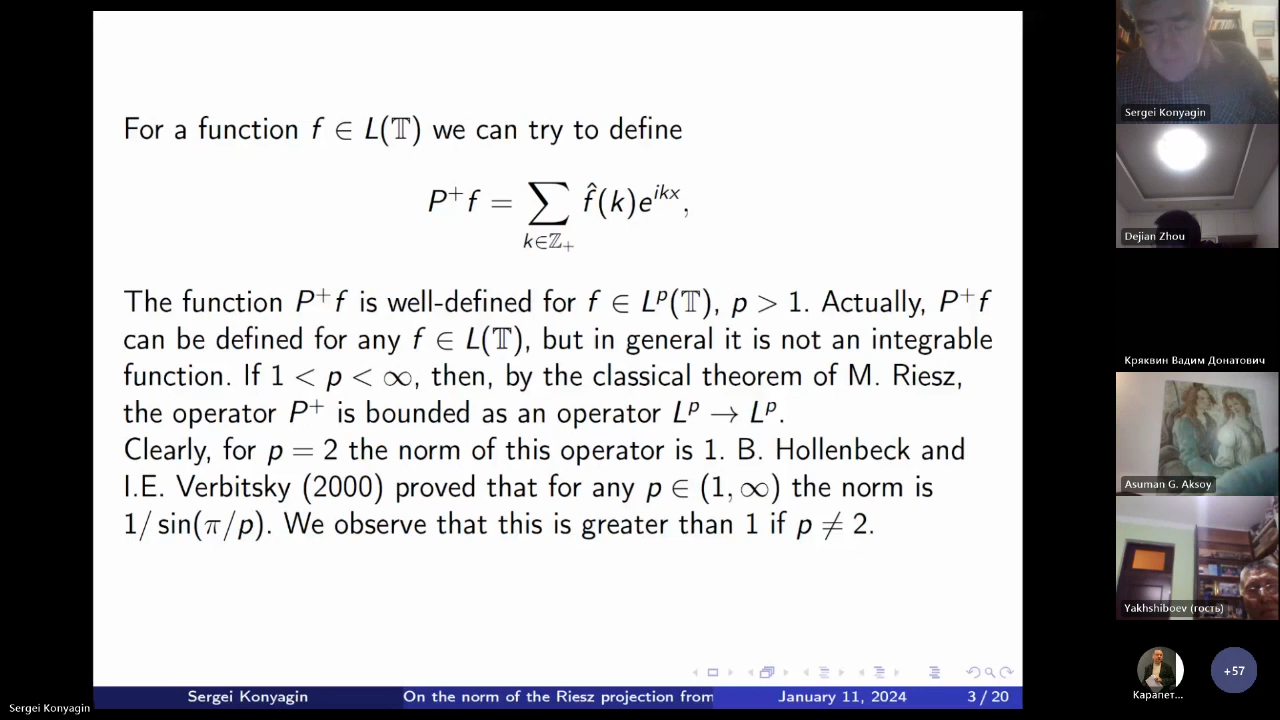 For a function f ∈ L(𝕋) we can try to define
P⁺f = ∑ f̂(k)e^{ikx},
k∈ℤ₊
The function P⁺f is well-defined for f ∈ Lᵖ(𝕋), p > 1. Actually, P⁺f
can be defined for any f ∈ L(𝕋), but in general it is not an integrable
function. If 1 < p < ∞, then, by the classical theorem of M. Riesz,
the operator P⁺ is bounded as an operator Lᵖ → Lᵖ.
Clearly, for p = 2 the norm of this operator is 1. B. Hollenbeck and
I.E. Verbitsky (2000) proved that for any p ∈ (1, ∞) the norm is
1/ sin(π/p). We observe that this is greater than 1 if p ≠ 2.
Sergei Konyagin On the norm of the Riesz projection from January 11, 2024 3 / 20
Sergei Konyagin
Sergei Konyagin
Dejian Zhou
Кряквин Вадим Донатович
Asuman G. Aksoy
Yakhshiboev (гость)
Карапет...
+57